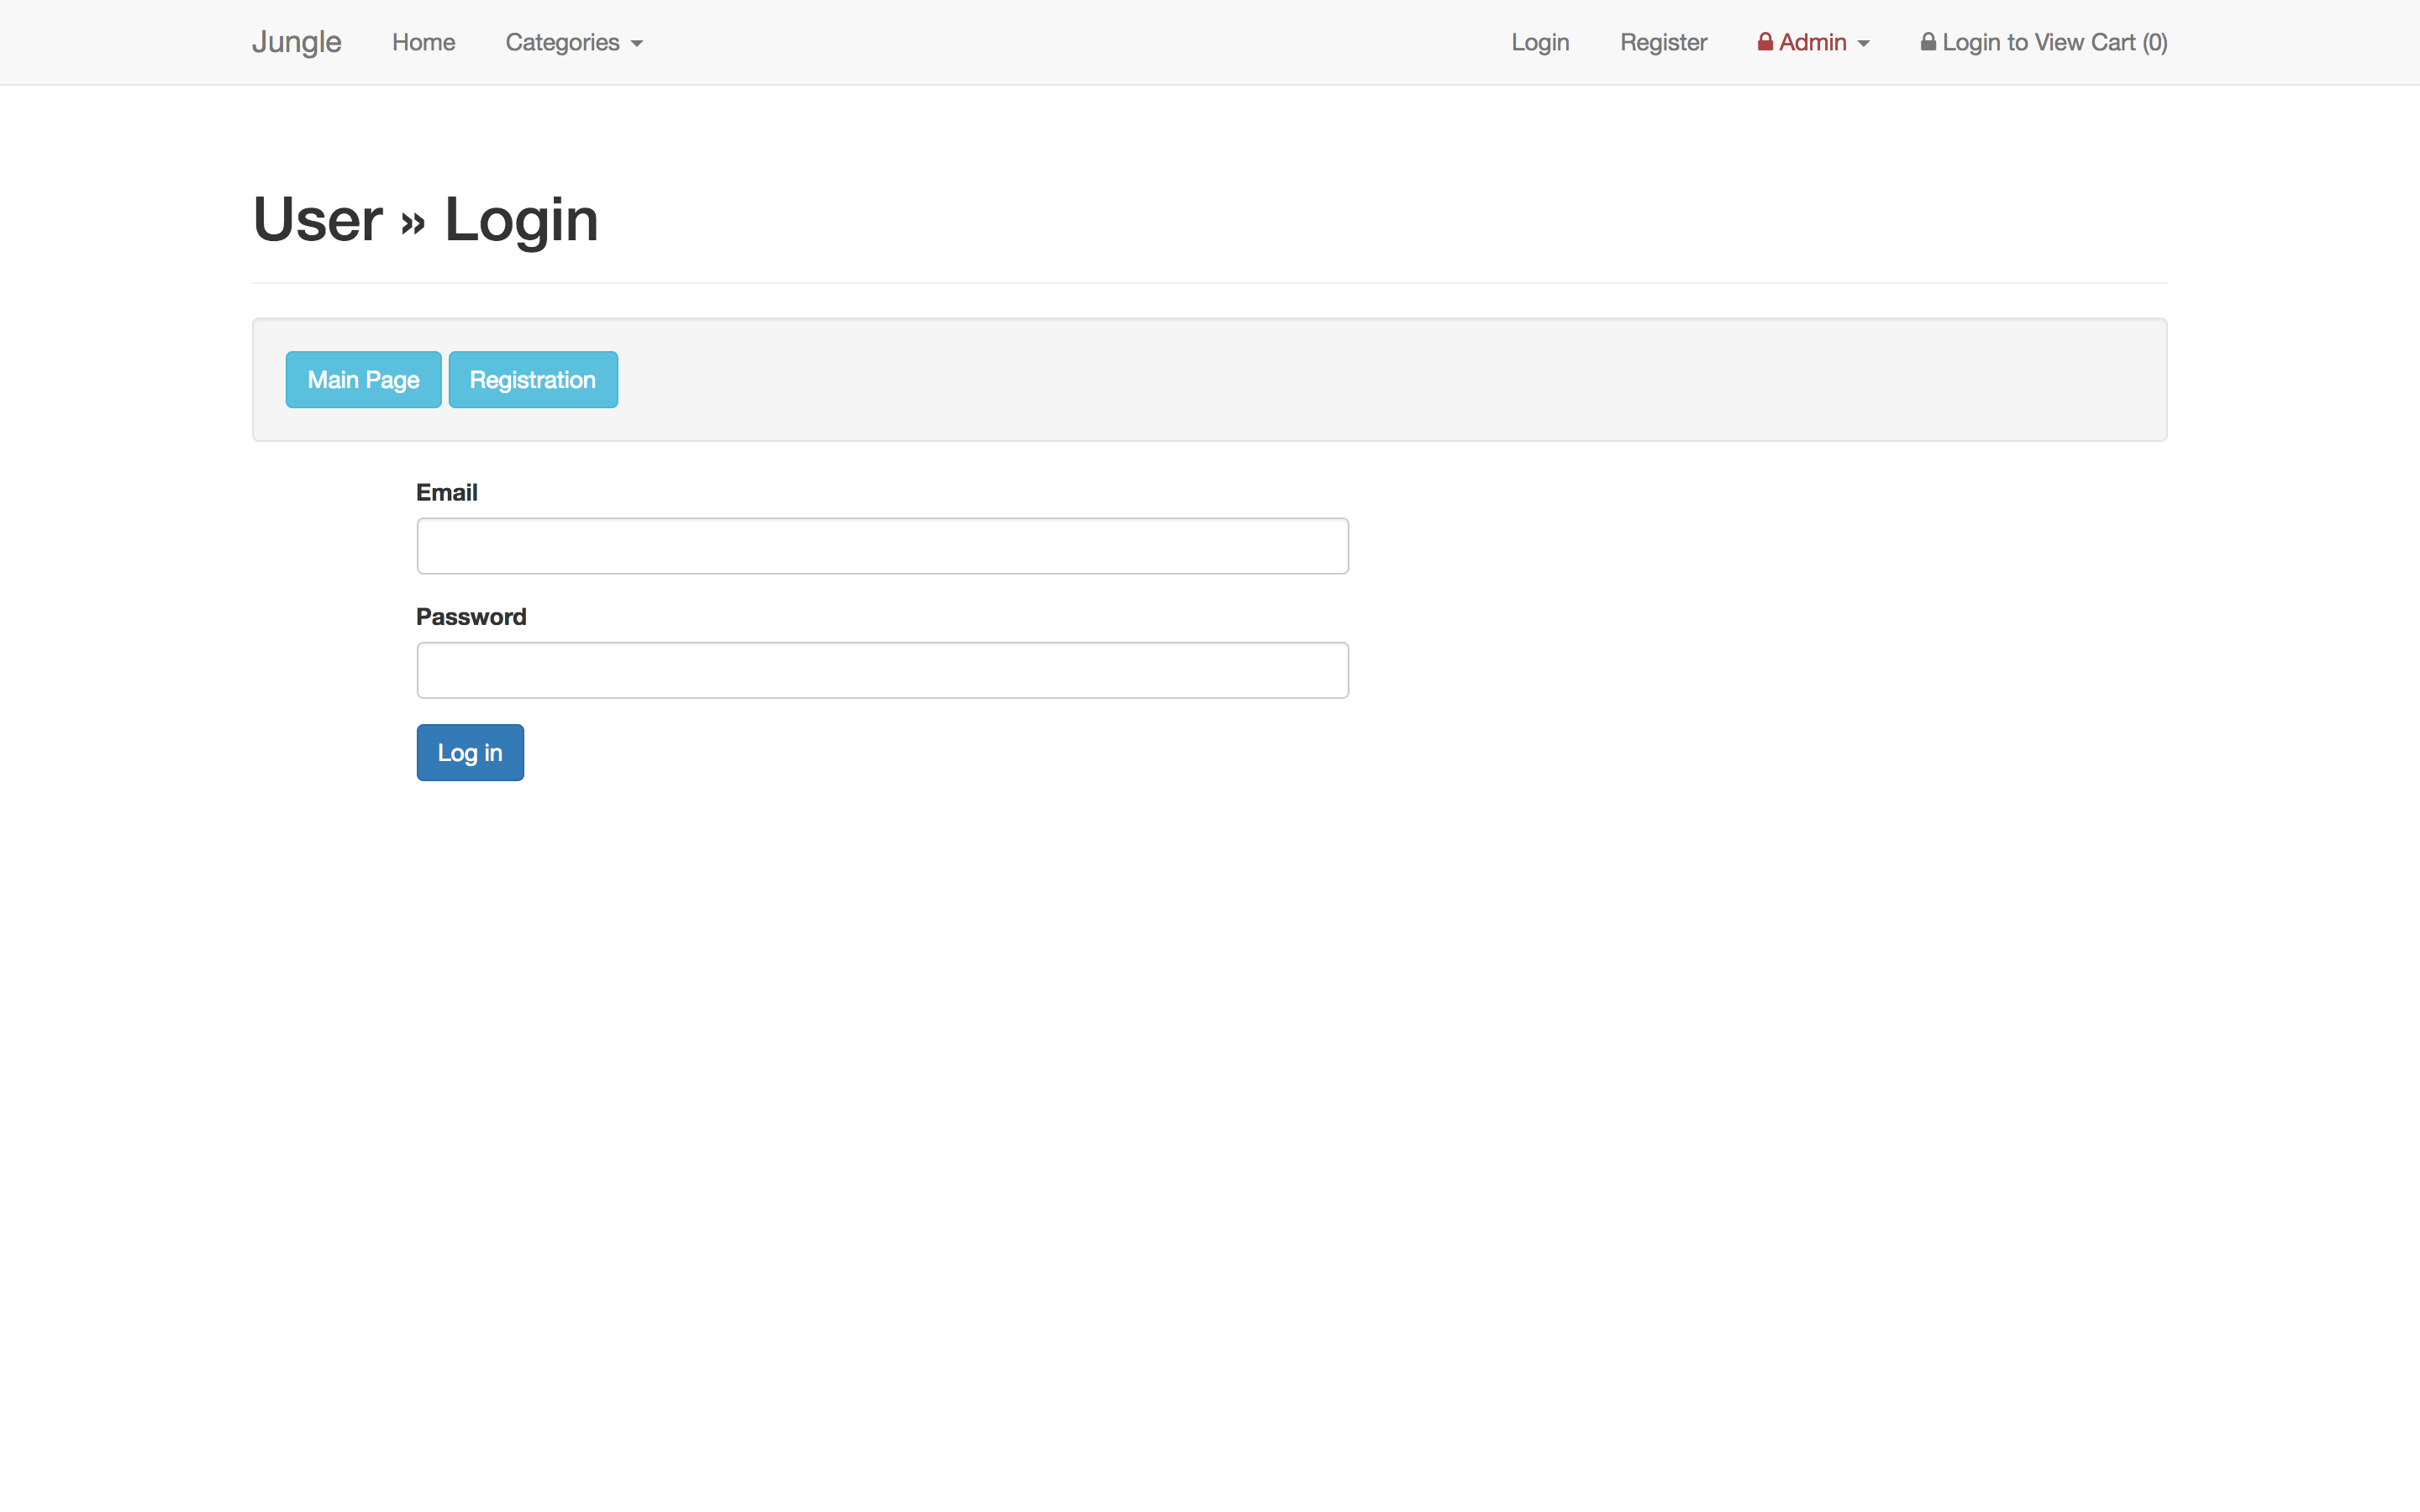 Jungle Home Categories Login Register Admin Login to View Cart (0)
User » Login
Main Page Registration
Email
Password
Log in